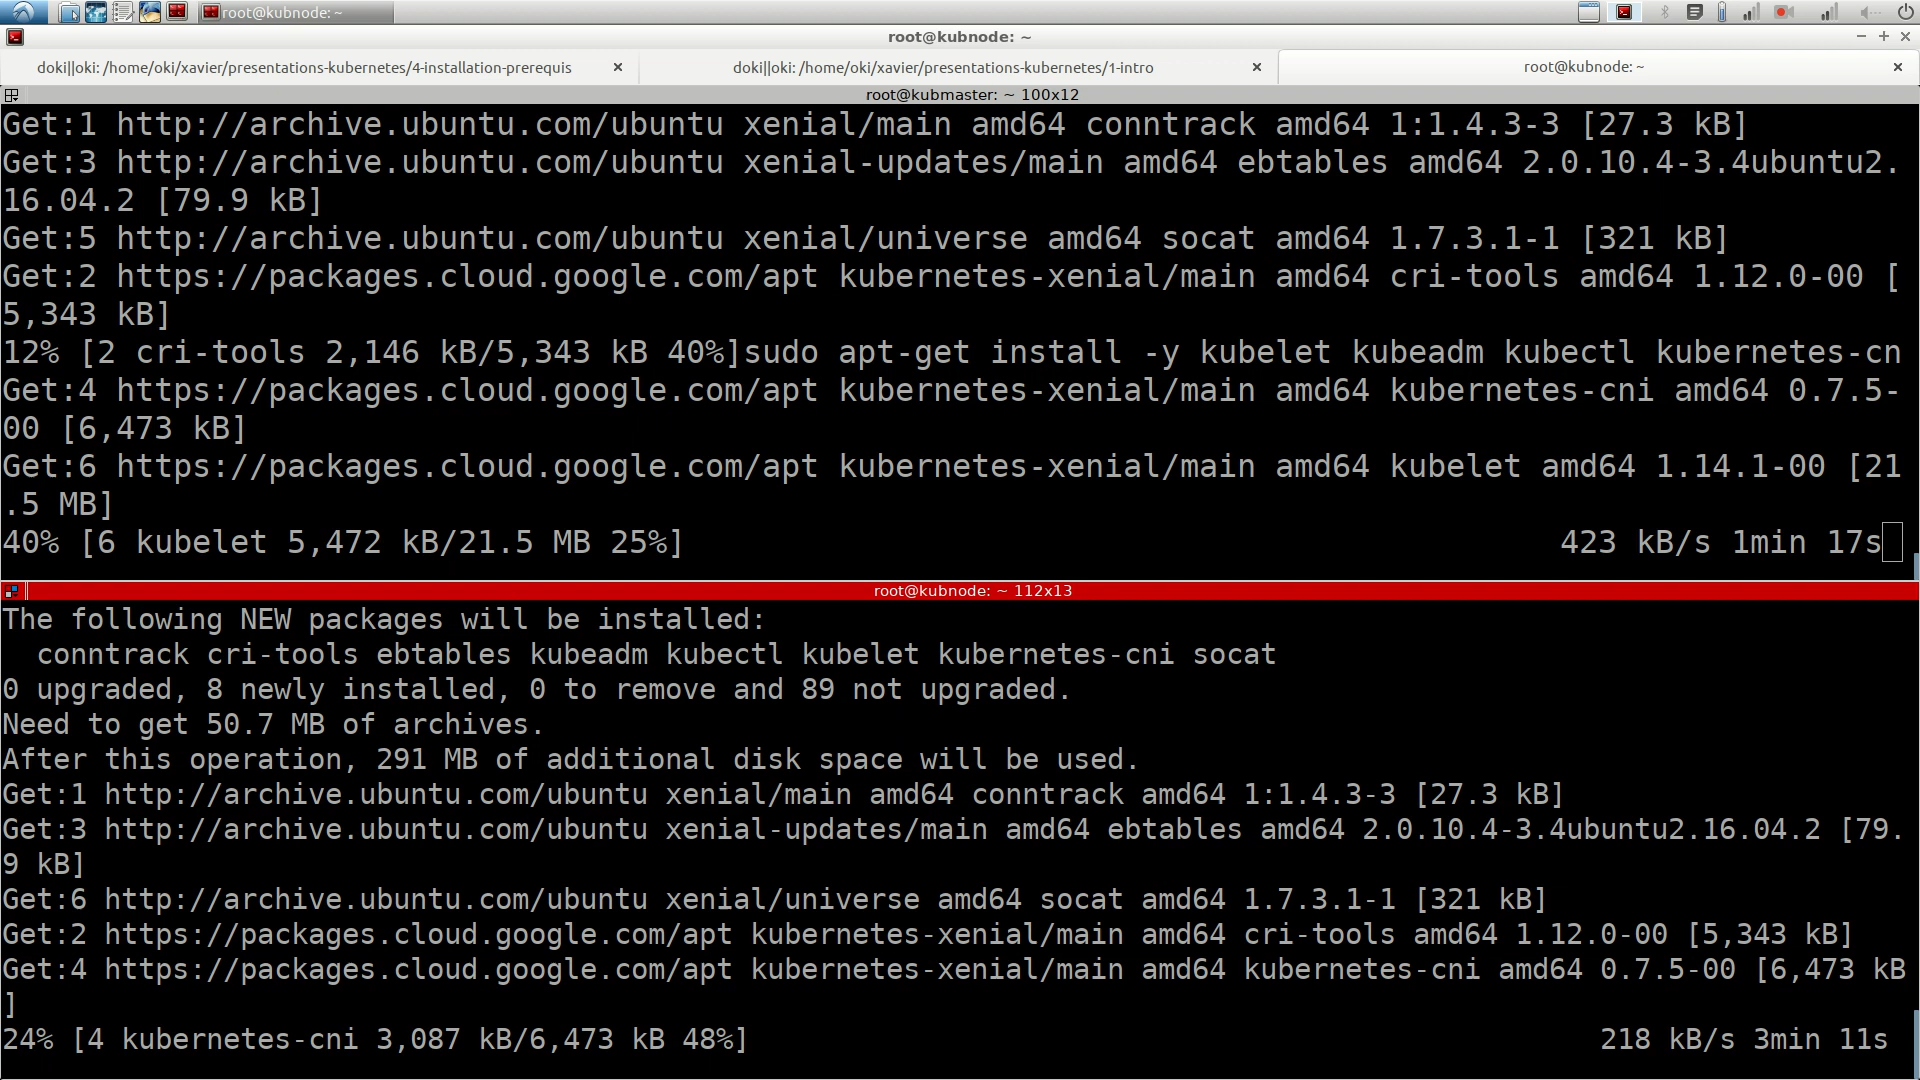 root@kubnode: ~
root@kubnode: ~
doki||oki: /home/oki/xavier/presentations-kubernetes/4-installation-prerequis
doki||oki: /home/oki/xavier/presentations-kubernetes/1-intro
root@kubnode: ~
root@kubmaster: ~ 100x12
Get:1 http://archive.ubuntu.com/ubuntu xenial/main amd64 conntrack amd64 1:1.4.3-3 [27.3 kB]
Get:3 http://archive.ubuntu.com/ubuntu xenial-updates/main amd64 ebtables amd64 2.0.10.4-3.4ubuntu2.
16.04.2 [79.9 kB]
Get:5 http://archive.ubuntu.com/ubuntu xenial/universe amd64 socat amd64 1.7.3.1-1 [321 kB]
Get:2 https://packages.cloud.google.com/apt kubernetes-xenial/main amd64 cri-tools amd64 1.12.0-00 [
5,343 kB]
12% [2 cri-tools 2,146 kB/5,343 kB 40%]sudo apt-get install -y kubelet kubeadm kubectl kubernetes-cn
Get:4 https://packages.cloud.google.com/apt kubernetes-xenial/main amd64 kubernetes-cni amd64 0.7.5-
00 [6,473 kB]
Get:6 https://packages.cloud.google.com/apt kubernetes-xenial/main amd64 kubelet amd64 1.14.1-00 [21
.5 MB]
40% [6 kubelet 5,472 kB/21.5 MB 25%] 423 kB/s 1min 17s
root@kubnode: ~ 112x13
The following NEW packages will be installed:
conntrack cri-tools ebtables kubeadm kubectl kubelet kubernetes-cni socat
0 upgraded, 8 newly installed, 0 to remove and 89 not upgraded.
Need to get 50.7 MB of archives.
After this operation, 291 MB of additional disk space will be used.
Get:1 http://archive.ubuntu.com/ubuntu xenial/main amd64 conntrack amd64 1:1.4.3-3 [27.3 kB]
Get:3 http://archive.ubuntu.com/ubuntu xenial-updates/main amd64 ebtables amd64 2.0.10.4-3.4ubuntu2.16.04.2 [79.
9 kB]
Get:6 http://archive.ubuntu.com/ubuntu xenial/universe amd64 socat amd64 1.7.3.1-1 [321 kB]
Get:2 https://packages.cloud.google.com/apt kubernetes-xenial/main amd64 cri-tools amd64 1.12.0-00 [5,343 kB]
Get:4 https://packages.cloud.google.com/apt kubernetes-xenial/main amd64 kubernetes-cni amd64 0.7.5-00 [6,473 kB
]
24% [4 kubernetes-cni 3,087 kB/6,473 kB 48%] 218 kB/s 3min 11s